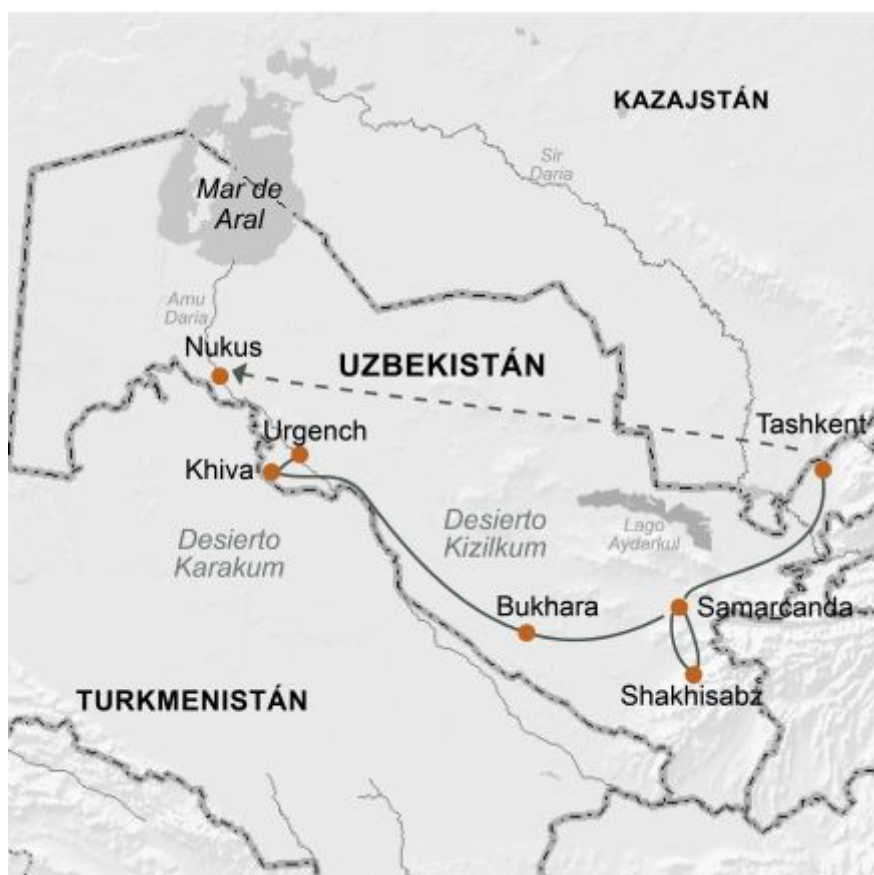 KAZAJSTÁN
Sir
Daria
Mar de
Aral
Amu
Daria
Nukus
UZBEKISTÁN
Tashkent
Urgench
Khiva
Desierto
Karakum
Desierto
Kizilkum
Lago
Aydarkul
Bukhara
Samarcanda
Shakhisabz
TURKMENISTÁN